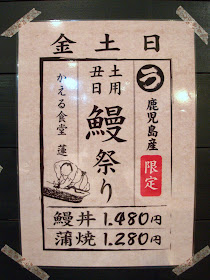 金土日
う
鹿児島産
限定
土用
丑日
鰻祭り
かえる食堂 蓮
鰻丼 1.480円
蒲焼 1.280円